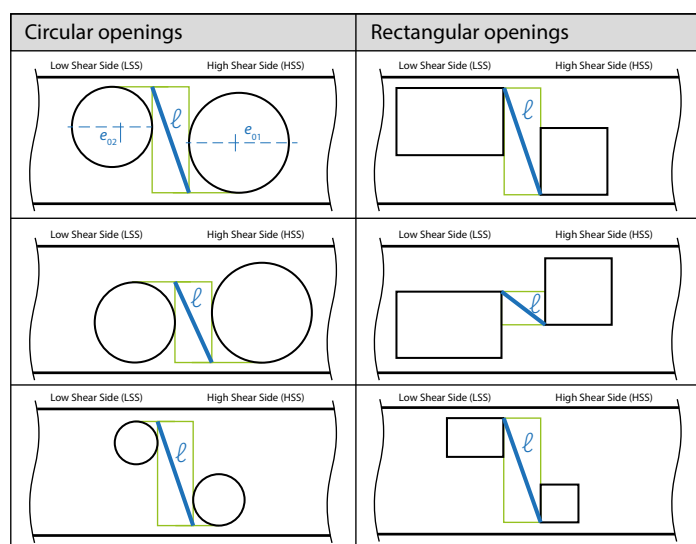 Circular openings
Rectangular openings
Low Shear Side (LSS) High Shear Side (HSS)
ℓ
e02
e01
Low Shear Side (LSS) High Shear Side (HSS)
ℓ
Low Shear Side (LSS) High Shear Side (HSS)
ℓ
Low Shear Side (LSS) High Shear Side (HSS)
ℓ
Low Shear Side (LSS) High Shear Side (HSS)
ℓ
Low Shear Side (LSS) High Shear Side (HSS)
ℓ